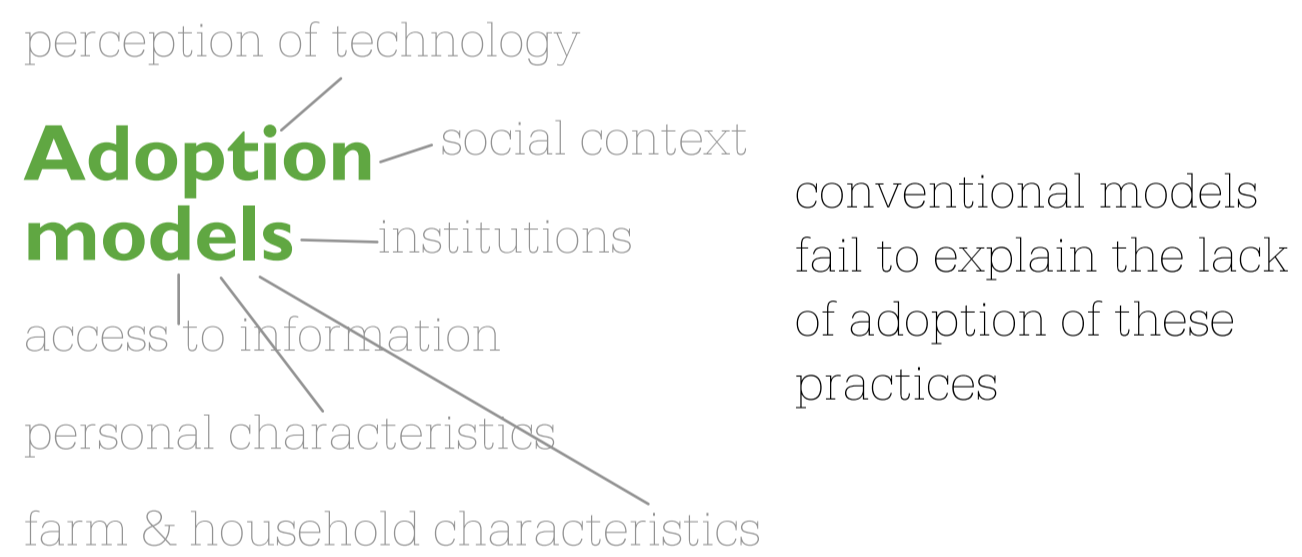 perception of technology
Adoption
models
social context
institutions
access to information
personal characteristics
farm & household characteristics
conventional models
fail to explain the lack
of adoption of these
practices